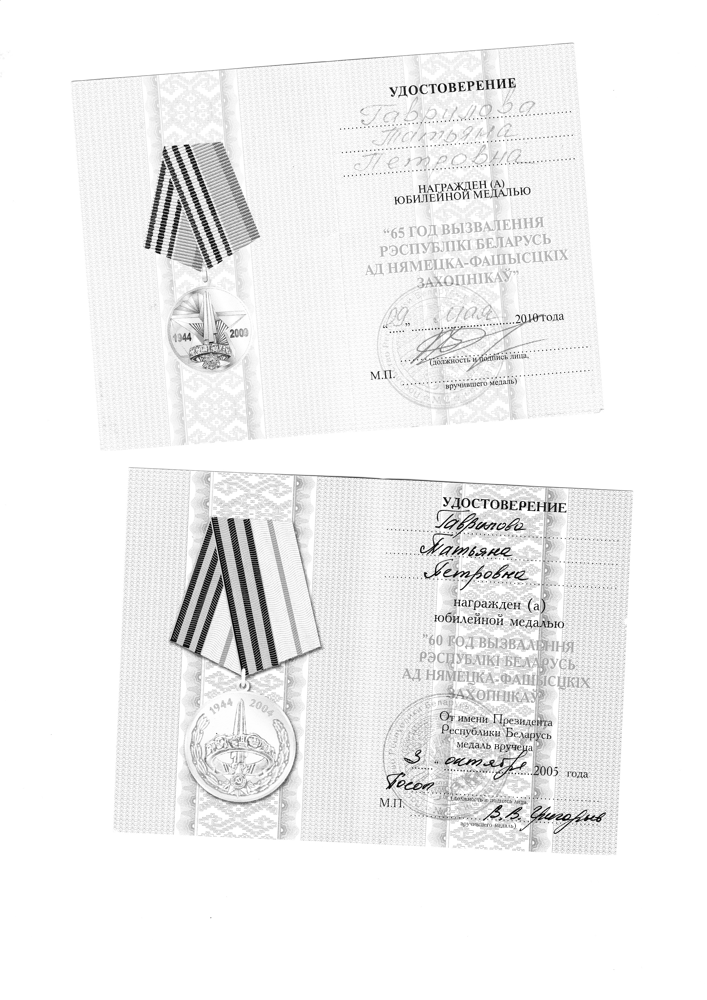 УДОСТОВЕРЕНИЕ
Гаврилова
Татьяна
Петровна
НАГРАЖДЕН (А)
ЮБИЛЕЙНОЙ МЕДАЛЬЮ
“65 ГОД ВЫЗВАЛЕННЯ
РЭСПУБЛІКІ БЕЛАРУСЬ
АД НЯМЕЦКА-ФАШЫСЦКІХ
ЗАХОПНІКАЎ”
“09” мая 2010 года
(должность и подпись лица,
М.П.
вручившего медаль)
1944 2009
УДОСТОВЕРЕНИЕ
Гаврилова
Татьяна
Петровна
награжден (а)
юбилейной медалью
”60 ГОД ВЫЗВАЛЕННЯ
РЭСПУБЛІКІ БЕЛАРУСЬ
АД НЯМЕЦКА-ФАШЫСЦКІХ
ЗАХОПНІКАЎ”
От имени Президента
Республики Беларусь
медаль вручена
3 “ октября 2005 года
Посол
(должность и подпись лица,
М.П.
В.В. Григорьев
вручившего медаль)
1944 2004